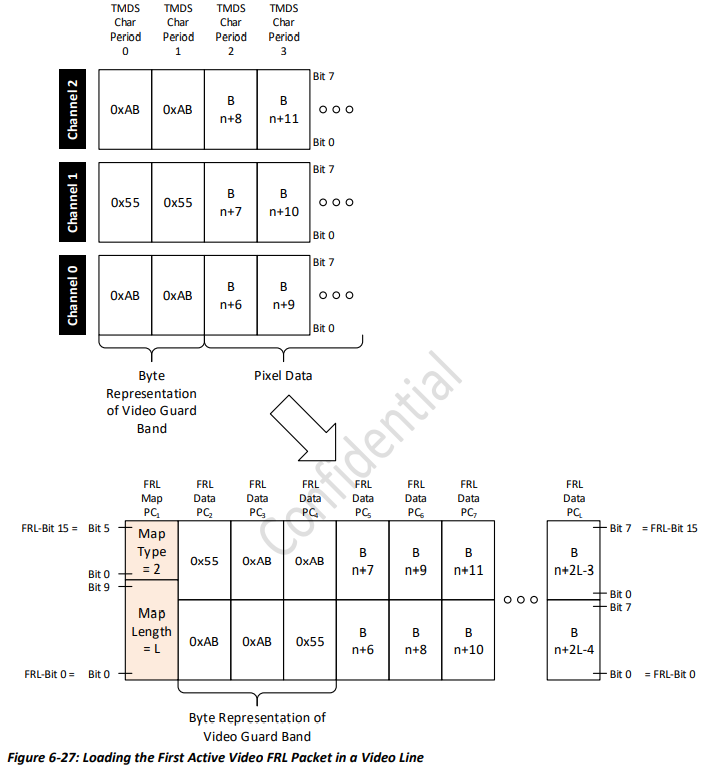 TMDS Char Period 0
TMDS Char Period 1
TMDS Char Period 2
TMDS Char Period 3
Channel 2
0xAB
0xAB
B n+8
B n+11
Bit 7
Bit 0
Channel 1
0x55
0x55
B n+7
B n+10
Bit 7
Bit 0
Channel 0
0xAB
0xAB
B n+6
B n+9
Bit 7
Bit 0
Byte
Representation
of Video Guard
Band
Pixel Data
Confidential
FRL Map PC1
FRL Data PC2
FRL Data PC3
FRL Data PC4
FRL Data PC5
FRL Data PC6
FRL Data PC7
FRL Data PCL
FRL-Bit 15 = Bit 5
Bit 0
Bit 9
FRL-Bit 0 = Bit 0
Map
Type
= 2
Map
Length
= L
0x55
0xAB
0xAB
B n+7
B n+9
B n+11
B n+2L-3
0xAB
0xAB
0x55
B n+6
B n+8
B n+10
B n+2L-4
Bit 7 = FRL-Bit 15
Bit 0
Bit 7
Bit 0 = FRL-Bit 0
Byte Representation of
Video Guard Band
Figure 6-27: Loading the First Active Video FRL Packet in a Video Line